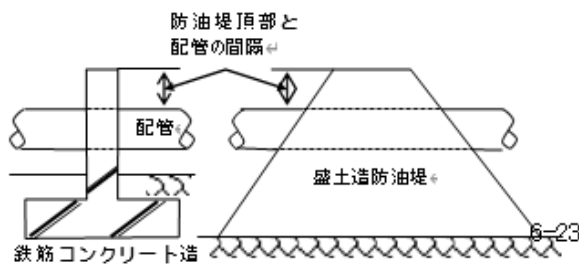 防油堤頂部と
配管の間隔↵
配管↵
盛土造防油堤↵
6-23
鉄筋コンクリート造